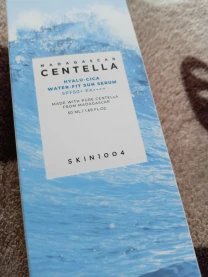 MADAGASCAR
CENTELLA
HYALU-CICA
WATER-FIT SUN SERUM
SPF50+ PA++++
MADE WITH PURE CENTELLA
FROM MADAGASCAR
50 ML / 1.69 FL.OZ
SKIN1004